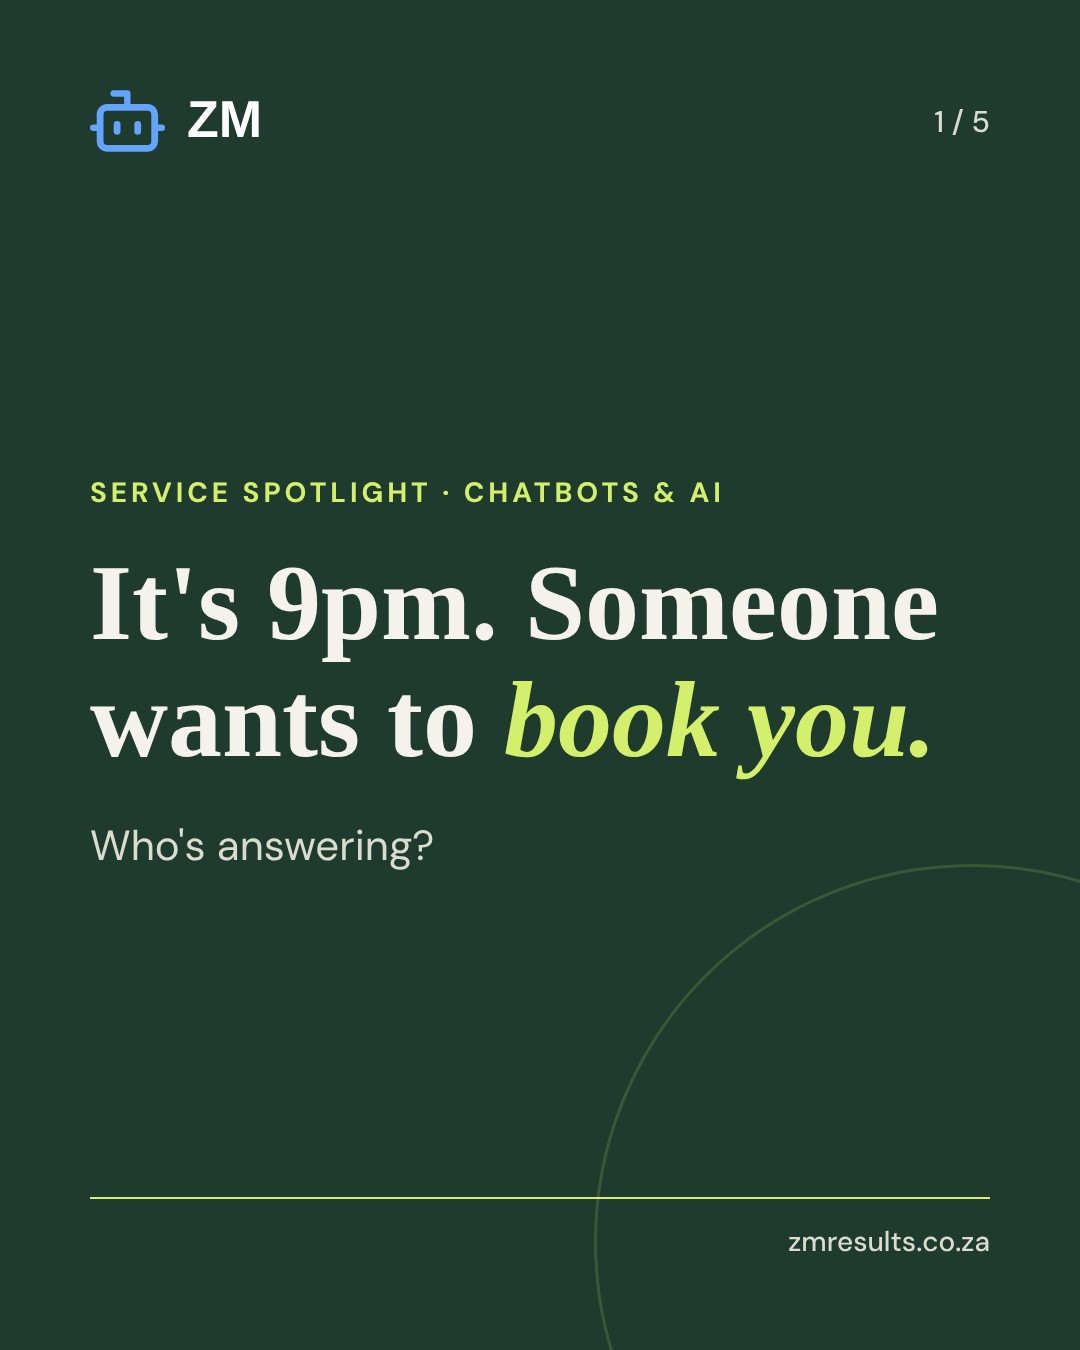 ZM
1 / 5
SERVICE SPOTLIGHT · CHATBOTS & AI
It's 9pm. Someone
wants to book you.
Who's answering?
zmresults.co.za